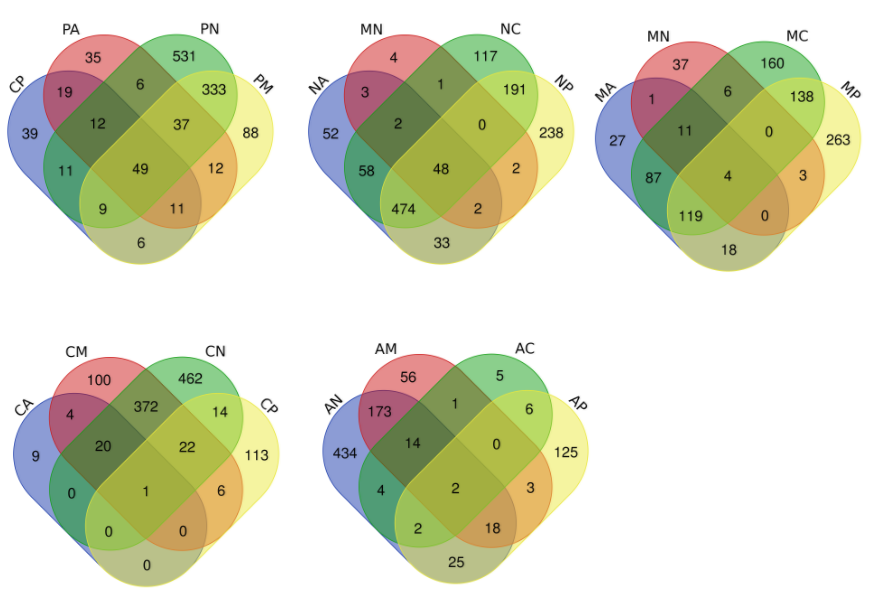 PA PN
CP 35 531 PM
19 6 333
39 12 37 88
11 49 12
9 11
6
MN NC
NA 4 117 NP
3 1 191
52 2 0 238
58 48 2
474 2
33
MN MC
MA 37 160 MP
1 6 138
27 11 0 263
87 4 3
119 0
18
CM CN
CA 100 462 CP
4 372 14
9 20 22 113
0 1 6
0 0
0
AM AC
AN 56 5 AP
173 1 6
434 14 0 125
4 2 3
2 18
25